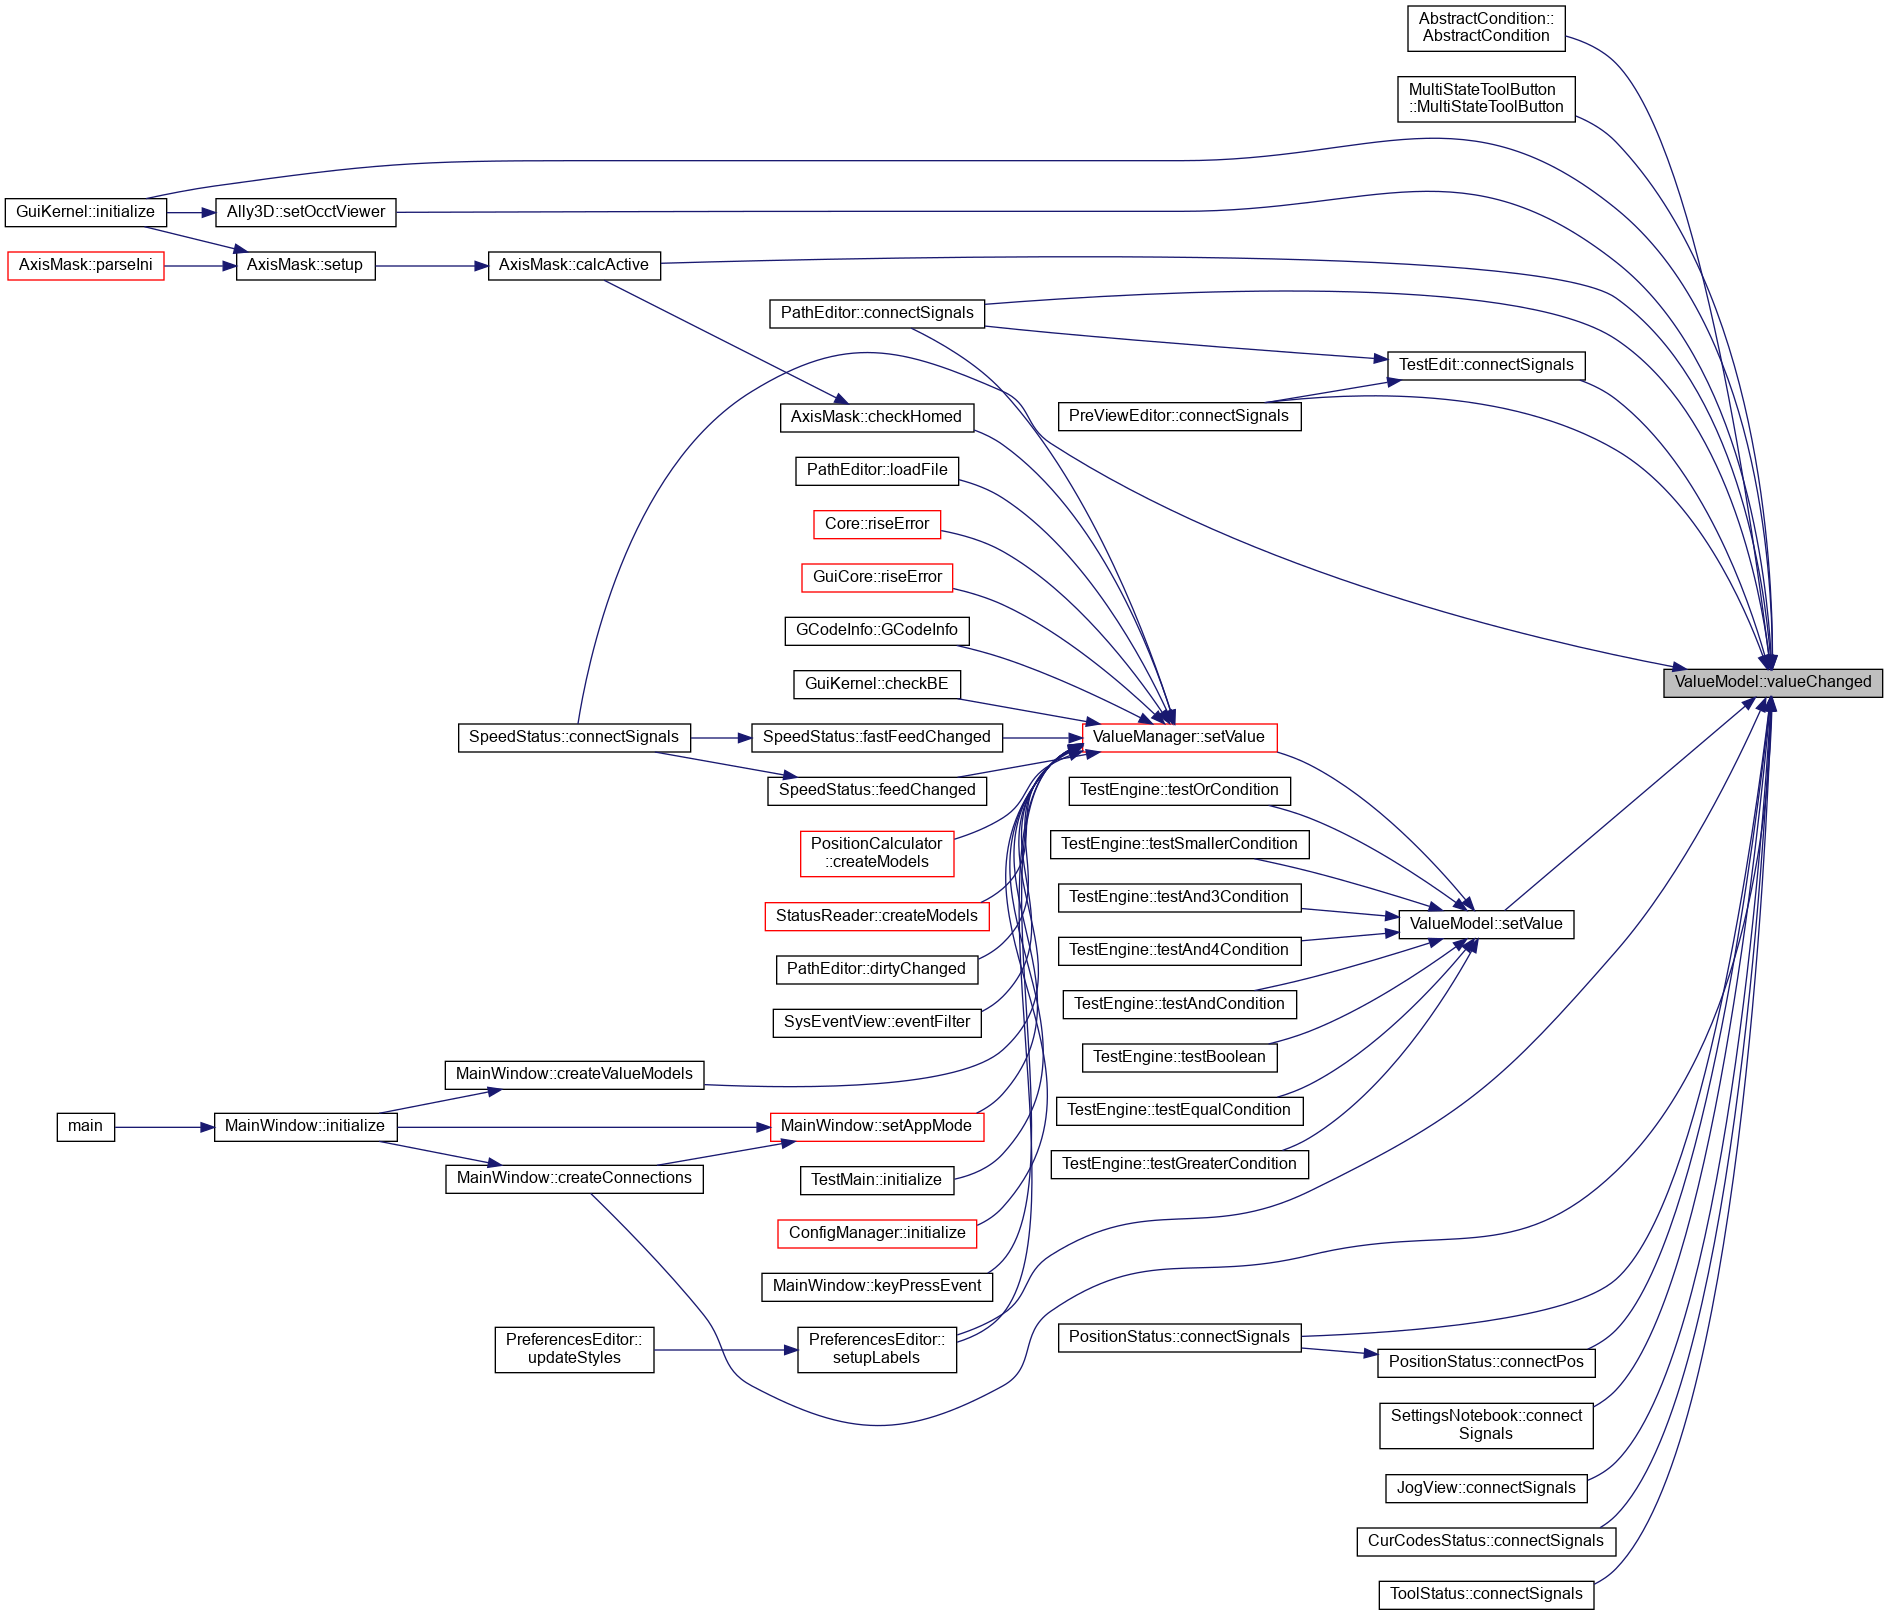 AbstractCondition::
AbstractCondition
MultiStateToolButton
::MultiStateToolButton
GuiKernel::initialize
Ally3D::setOcctViewer
AxisMask::parseIni
AxisMask::setup
AxisMask::calcActive
PathEditor::connectSignals
TestEdit::connectSignals
PreViewEditor::connectSignals
AxisMask::checkHomed
PathEditor::loadFile
Core::riseError
GuiCore::riseError
GCodeInfo::GCodeInfo
GuiKernel::checkBE
ValueModel::valueChanged
SpeedStatus::connectSignals
SpeedStatus::fastFeedChanged
ValueManager::setValue
SpeedStatus::feedChanged
TestEngine::testOrCondition
PositionCalculator
::createModels
TestEngine::testSmallerCondition
TestEngine::testAnd3Condition
StatusReader::createModels
ValueModel::setValue
TestEngine::testAnd4Condition
PathEditor::dirtyChanged
TestEngine::testAndCondition
SysEventView::eventFilter
TestEngine::testBoolean
MainWindow::createValueModels
TestEngine::testEqualCondition
main
MainWindow::initialize
MainWindow::setAppMode
TestEngine::testGreaterCondition
MainWindow::createConnections
TestMain::initialize
ConfigManager::initialize
MainWindow::keyPressEvent
PositionStatus::connectSignals
PreferencesEditor::
updateStyles
PreferencesEditor::
setupLabels
PositionStatus::connectPos
SettingsNotebook::connect
Signals
JogView::connectSignals
CurCodesStatus::connectSignals
ToolStatus::connectSignals